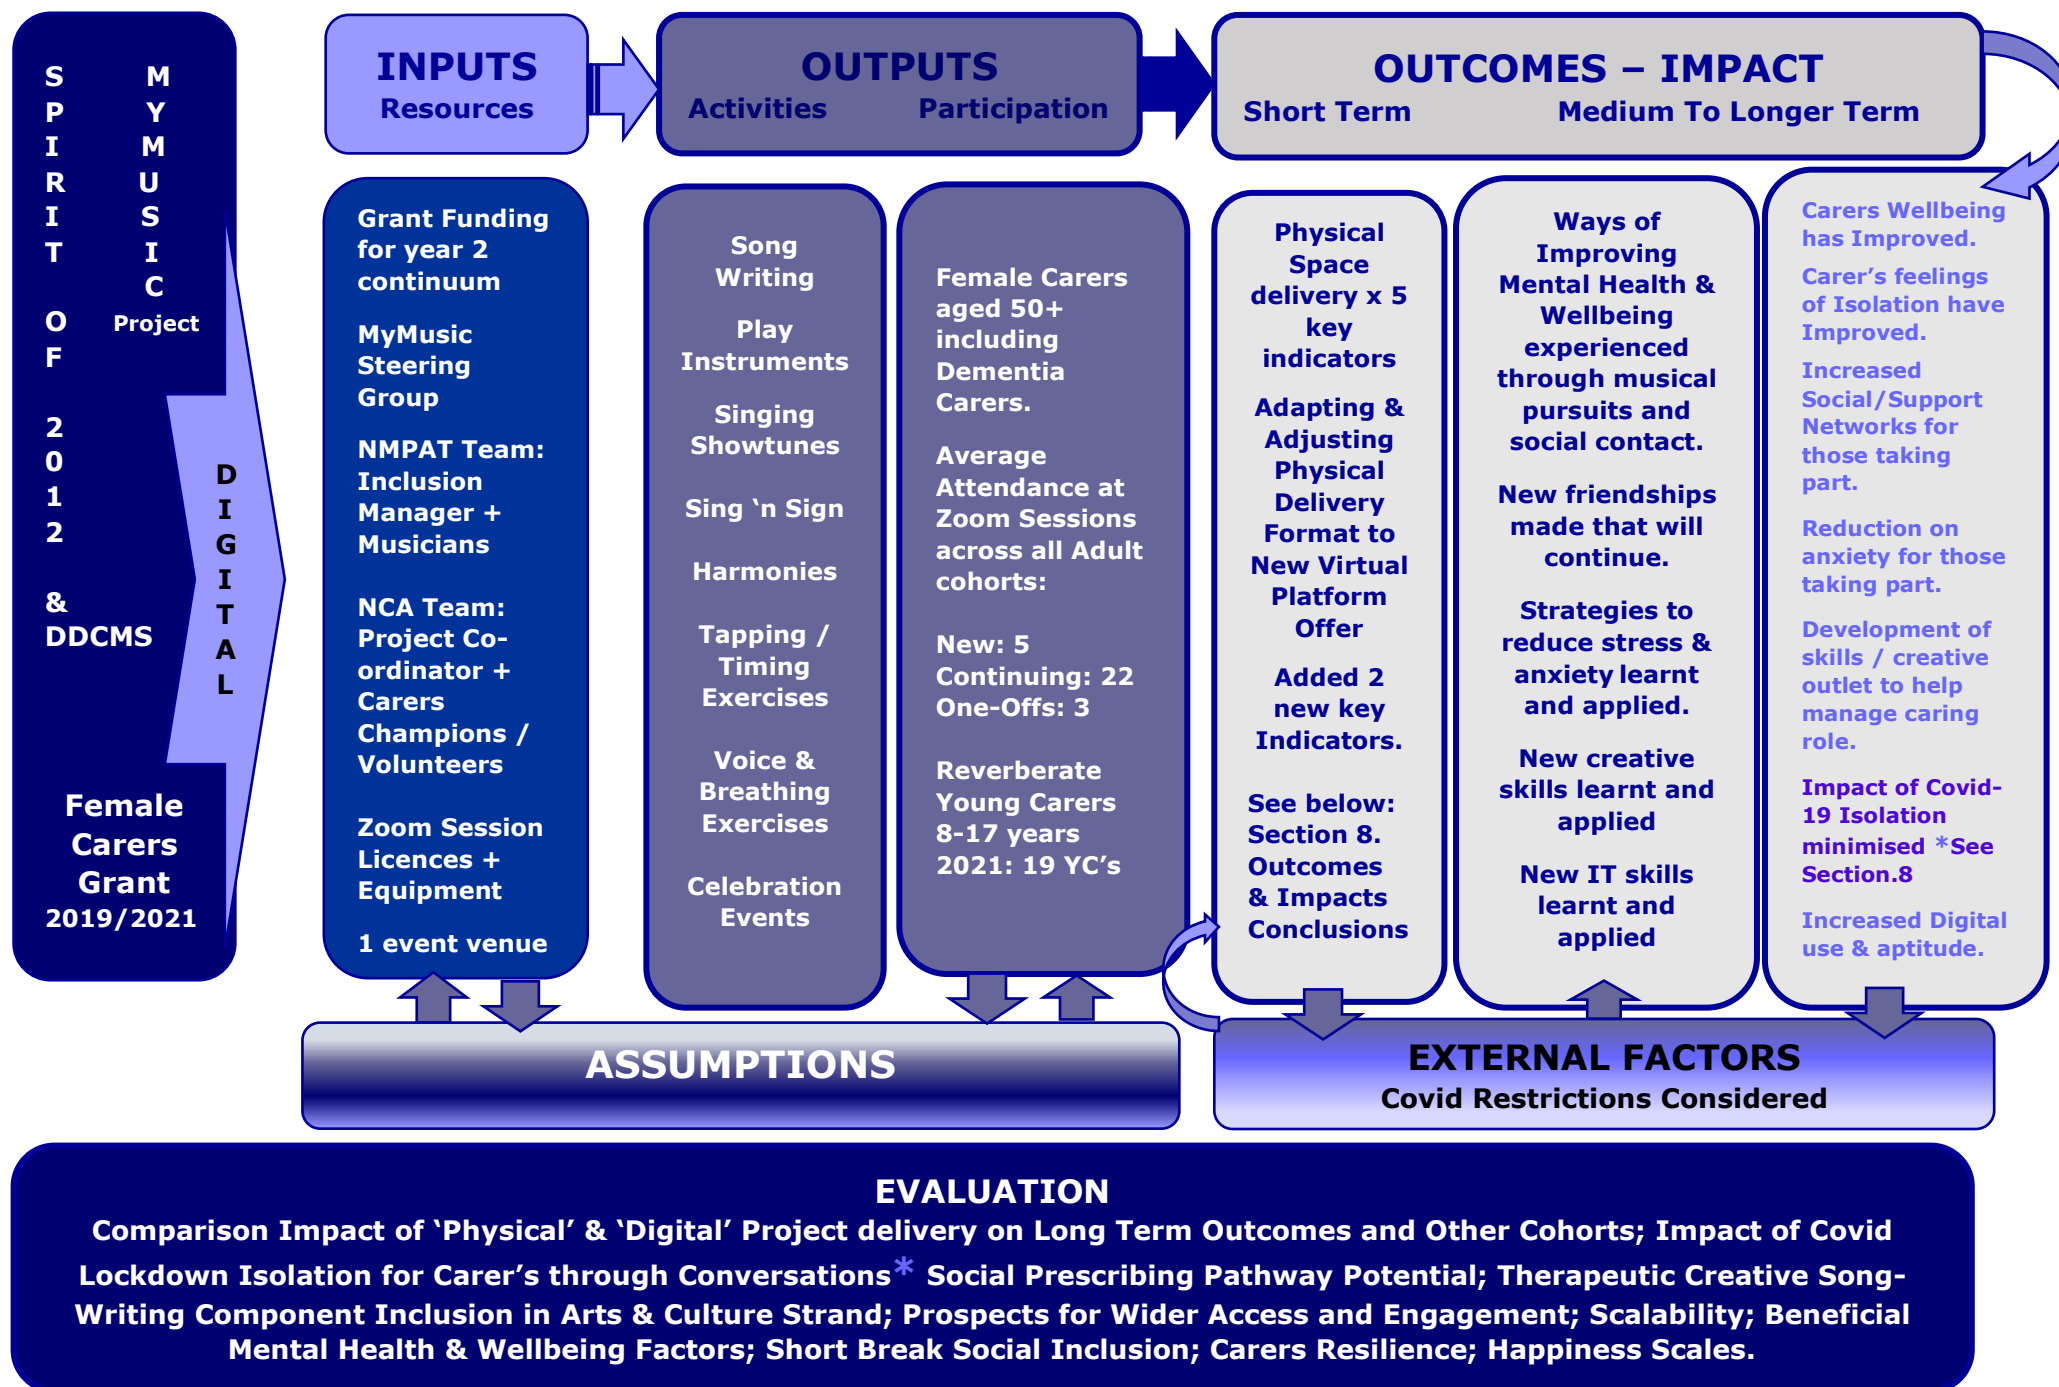 SPIRIT OF 2012 &
DDCMS
MYMUSIC
Project
DIGITAL
Female
Carers
Grant
2019/2021
INPUTS
Resources
OUTPUTS
Activities Participation
OUTCOMES – IMPACT
Short Term Medium To Longer Term
Grant Funding
for year 2
continuum
MyMusic
Steering
Group
NMPAT Team:
Inclusion
Manager +
Musicians
NCA Team:
Project Co-
ordinator +
Carers
Champions /
Volunteers
Zoom Session
Licences +
Equipment
1 event venue
Song
Writing
Play
Instruments
Singing
Showtunes
Sing ‘n Sign
Harmonies
Tapping /
Timing
Exercises
Voice &
Breathing
Exercises
Celebration
Events
Female Carers
aged 50+
including
Dementia
Carers.
Average
Attendance at
Zoom Sessions
across all Adult
cohorts:
New: 5
Continuing: 22
One-Offs: 3
Reverberate
Young Carers
8-17 years
2021: 19 YC’s
Physical
Space
delivery x 5
key
indicators
Adapting &
Adjusting
Physical
Delivery
Format to
New Virtual
Platform
Offer
Added 2
new key
Indicators.
See below:
Section 8.
Outcomes
& Impacts
Conclusions
Ways of
Improving
Mental Health &
Wellbeing
experienced
through musical
pursuits and
social contact.
New friendships
made that will
continue.
Strategies to
reduce stress &
anxiety learnt
and applied.
New creative
skills learnt and
applied
New IT skills
learnt and
applied
Carers Wellbeing
has Improved.
Carer’s feelings
of Isolation have
Improved.
Increased
Social/Support
Networks for
those taking
part.
Reduction on
anxiety for those
taking part.
Development of
skills / creative
outlet to help
manage caring
role.
Impact of Covid-
19 Isolation
minimised *See
Section.8
Increased Digital
use & aptitude.
ASSUMPTIONS
EXTERNAL FACTORS
Covid Restrictions Considered
EVALUATION
Comparison Impact of ‘Physical’ & ‘Digital’ Project delivery on Long Term Outcomes and Other Cohorts; Impact of Covid
Lockdown Isolation for Carer’s through Conversations* Social Prescribing Pathway Potential; Therapeutic Creative Song-
Writing Component Inclusion in Arts & Culture Strand; Prospects for Wider Access and Engagement; Scalability; Beneficial
Mental Health & Wellbeing Factors; Short Break Social Inclusion; Carers Resilience; Happiness Scales.